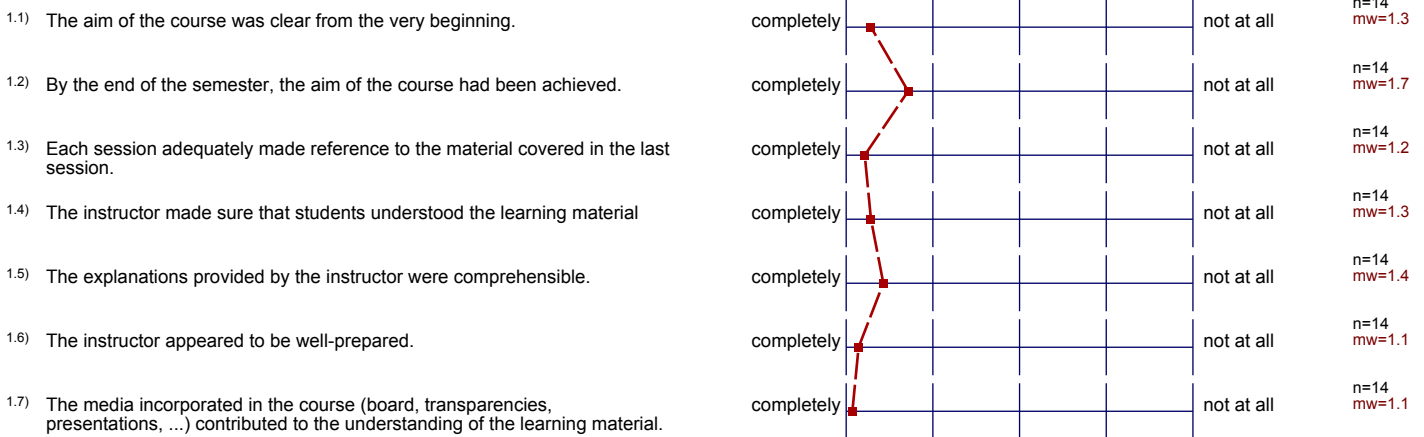 n=14
1.1) The aim of the course was clear from the very beginning. completely not at all mw=1.3
n=14
1.2) By the end of the semester, the aim of the course had been achieved. completely not at all mw=1.7
n=14
1.3) Each session adequately made reference to the material covered in the last completely not at all mw=1.2
session.
n=14
1.4) The instructor made sure that students understood the learning material completely not at all mw=1.3
n=14
1.5) The explanations provided by the instructor were comprehensible. completely not at all mw=1.4
n=14
1.6) The instructor appeared to be well-prepared. completely not at all mw=1.1
n=14
1.7) The media incorporated in the course (board, transparencies, completely not at all mw=1.1
presentations, ...) contributed to the understanding of the learning material.